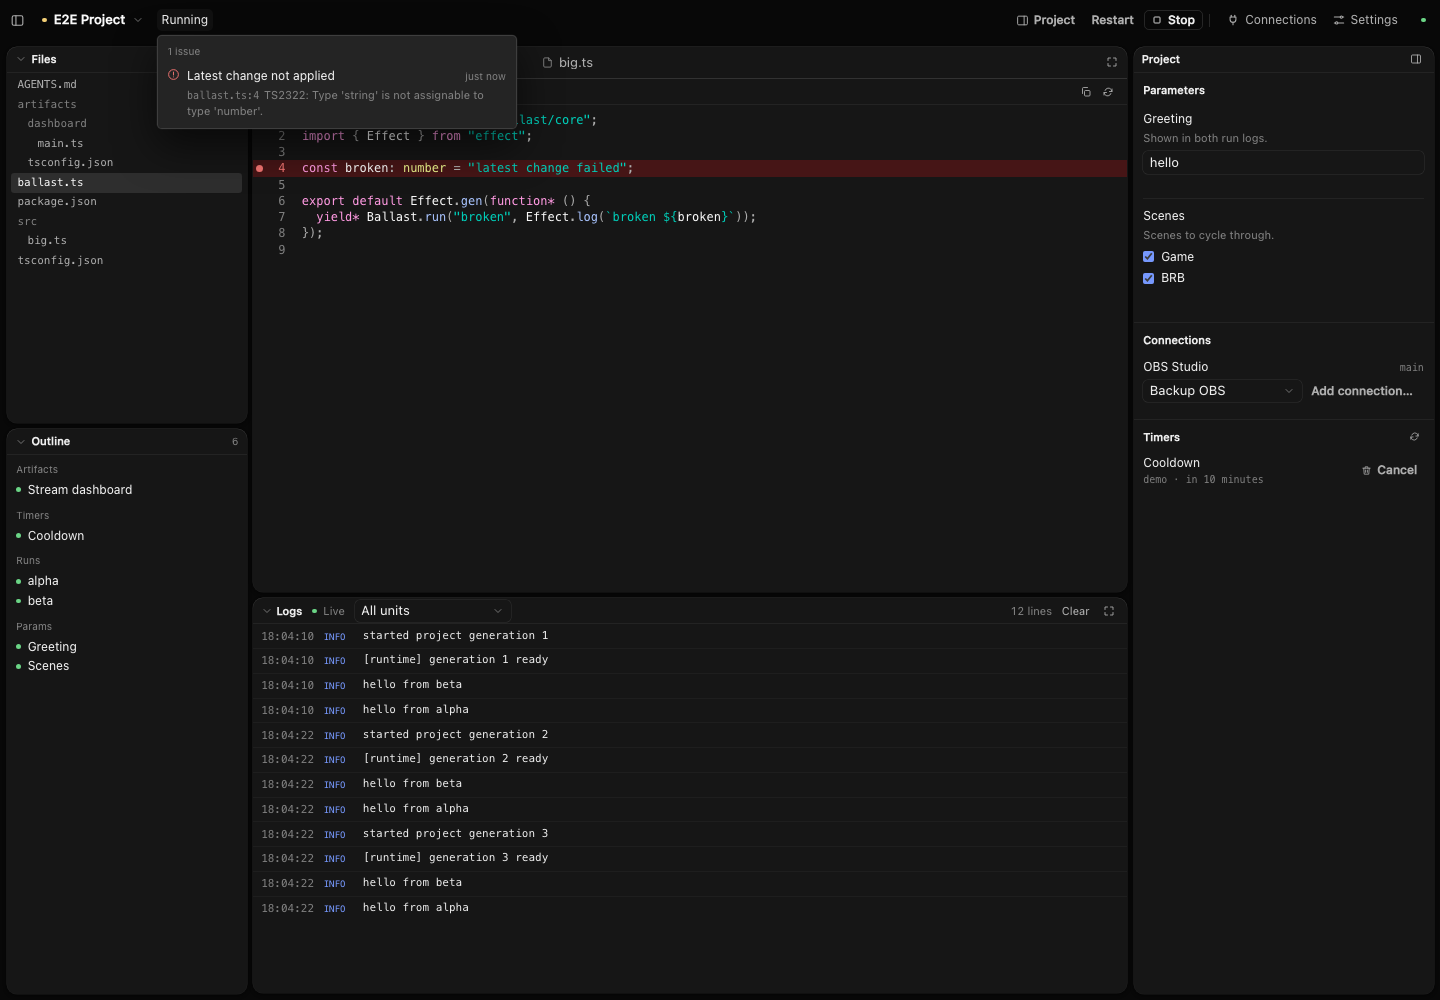 E2E Project
Running
Project
Restart
Stop
Connections
Settings
1 issue
Latest change not applied
just now
ballast.ts:4 TS2322: Type 'string' is not assignable to
type 'number'.
Files
AGENTS.md
artifacts
dashboard
main.ts
tsconfig.json
ballast.ts
package.json
src
big.ts
tsconfig.json
Outline
6
Artifacts
Stream dashboard
Timers
Cooldown
Runs
alpha
beta
Params
Greeting
Scenes
big.ts
last/core";
2 import { Effect } from "effect";
3
4 const broken: number = "latest change failed";
5
6 export default Effect.gen(function* () {
7 yield* Ballast.run("broken", Effect.log(`broken ${broken}`));
8 });
9
Logs
Live
All units
12 lines
Clear
18:04:10 INFO started project generation 1
18:04:10 INFO [runtime] generation 1 ready
18:04:10 INFO hello from beta
18:04:10 INFO hello from alpha
18:04:22 INFO started project generation 2
18:04:22 INFO [runtime] generation 2 ready
18:04:22 INFO hello from beta
18:04:22 INFO hello from alpha
18:04:22 INFO started project generation 3
18:04:22 INFO [runtime] generation 3 ready
18:04:22 INFO hello from beta
18:04:22 INFO hello from alpha
Project
Parameters
Greeting
Shown in both run logs.
hello
Scenes
Scenes to cycle through.
Game
BRB
Connections
OBS Studio
main
Backup OBS
Add connection...
Timers
Cooldown
demo · in 10 minutes
Cancel